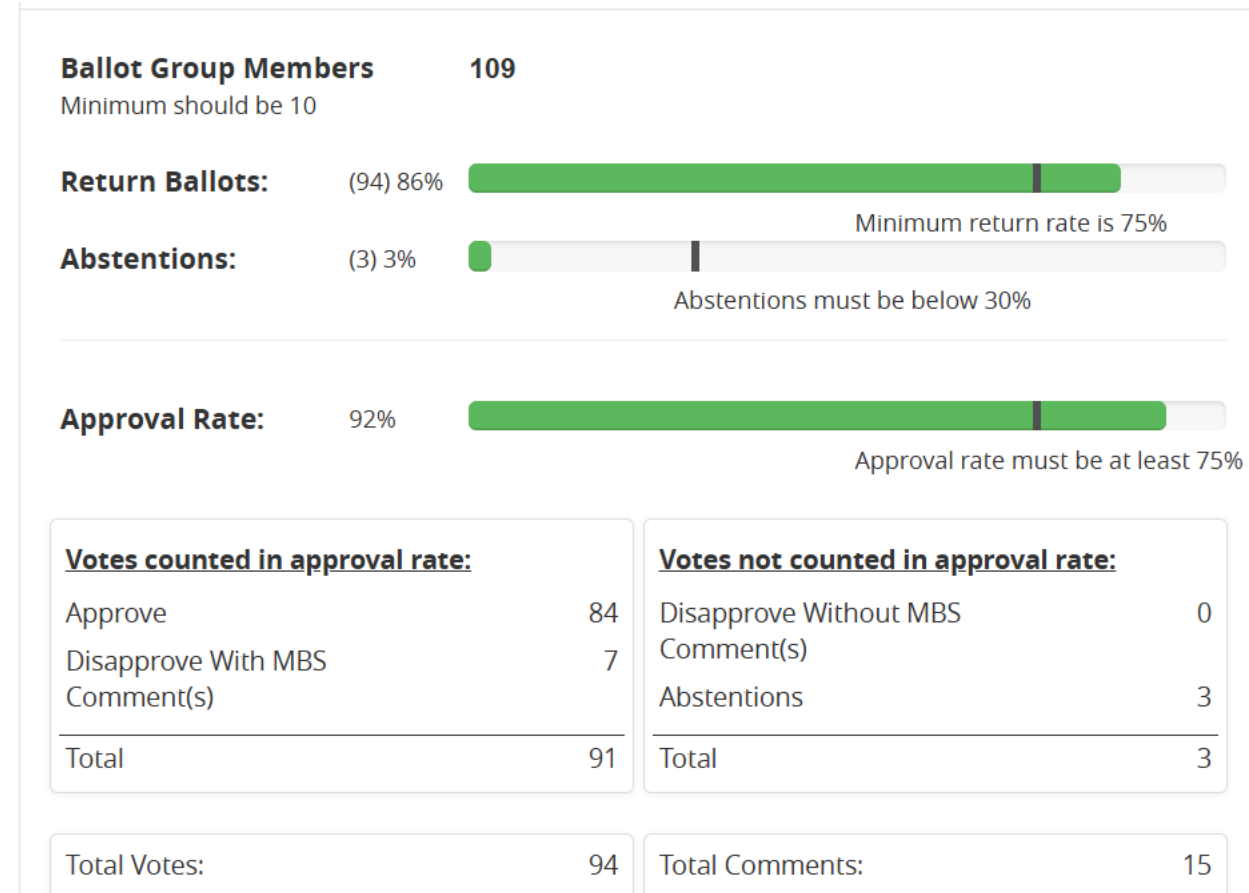 Ballot Group Members 109
Minimum should be 10
Return Ballots: (94) 86%
Minimum return rate is 75%
Abstentions: (3) 3%
Abstentions must be below 30%
Approval Rate: 92%
Approval rate must be at least 75%
Votes counted in approval rate:
Approve 84
Disapprove With MBS 7
Comment(s)
Total 91
Votes not counted in approval rate:
Disapprove Without MBS 0
Comment(s)
Abstentions 3
Total 3
Total Votes: 94
Total Comments: 15